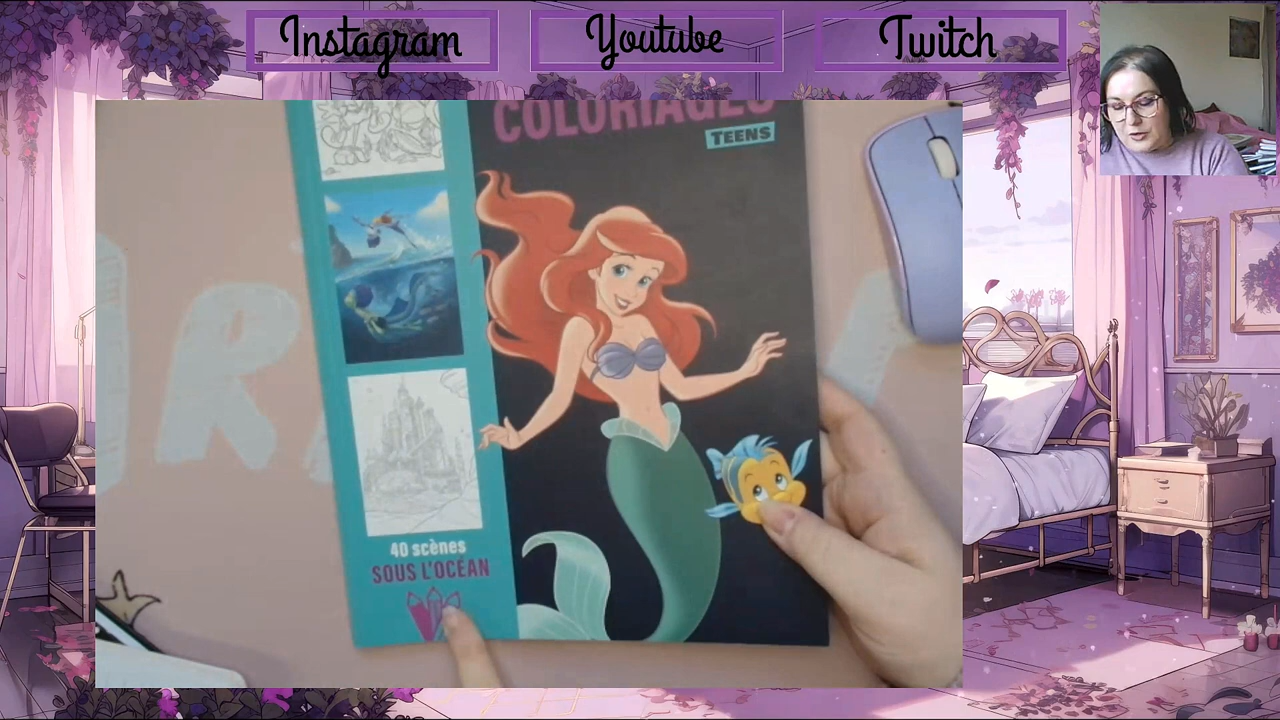 Instagram
Youtube
Twitch
COLORIAGES
TEENS
40 scènes
SOUS L'OCÉAN